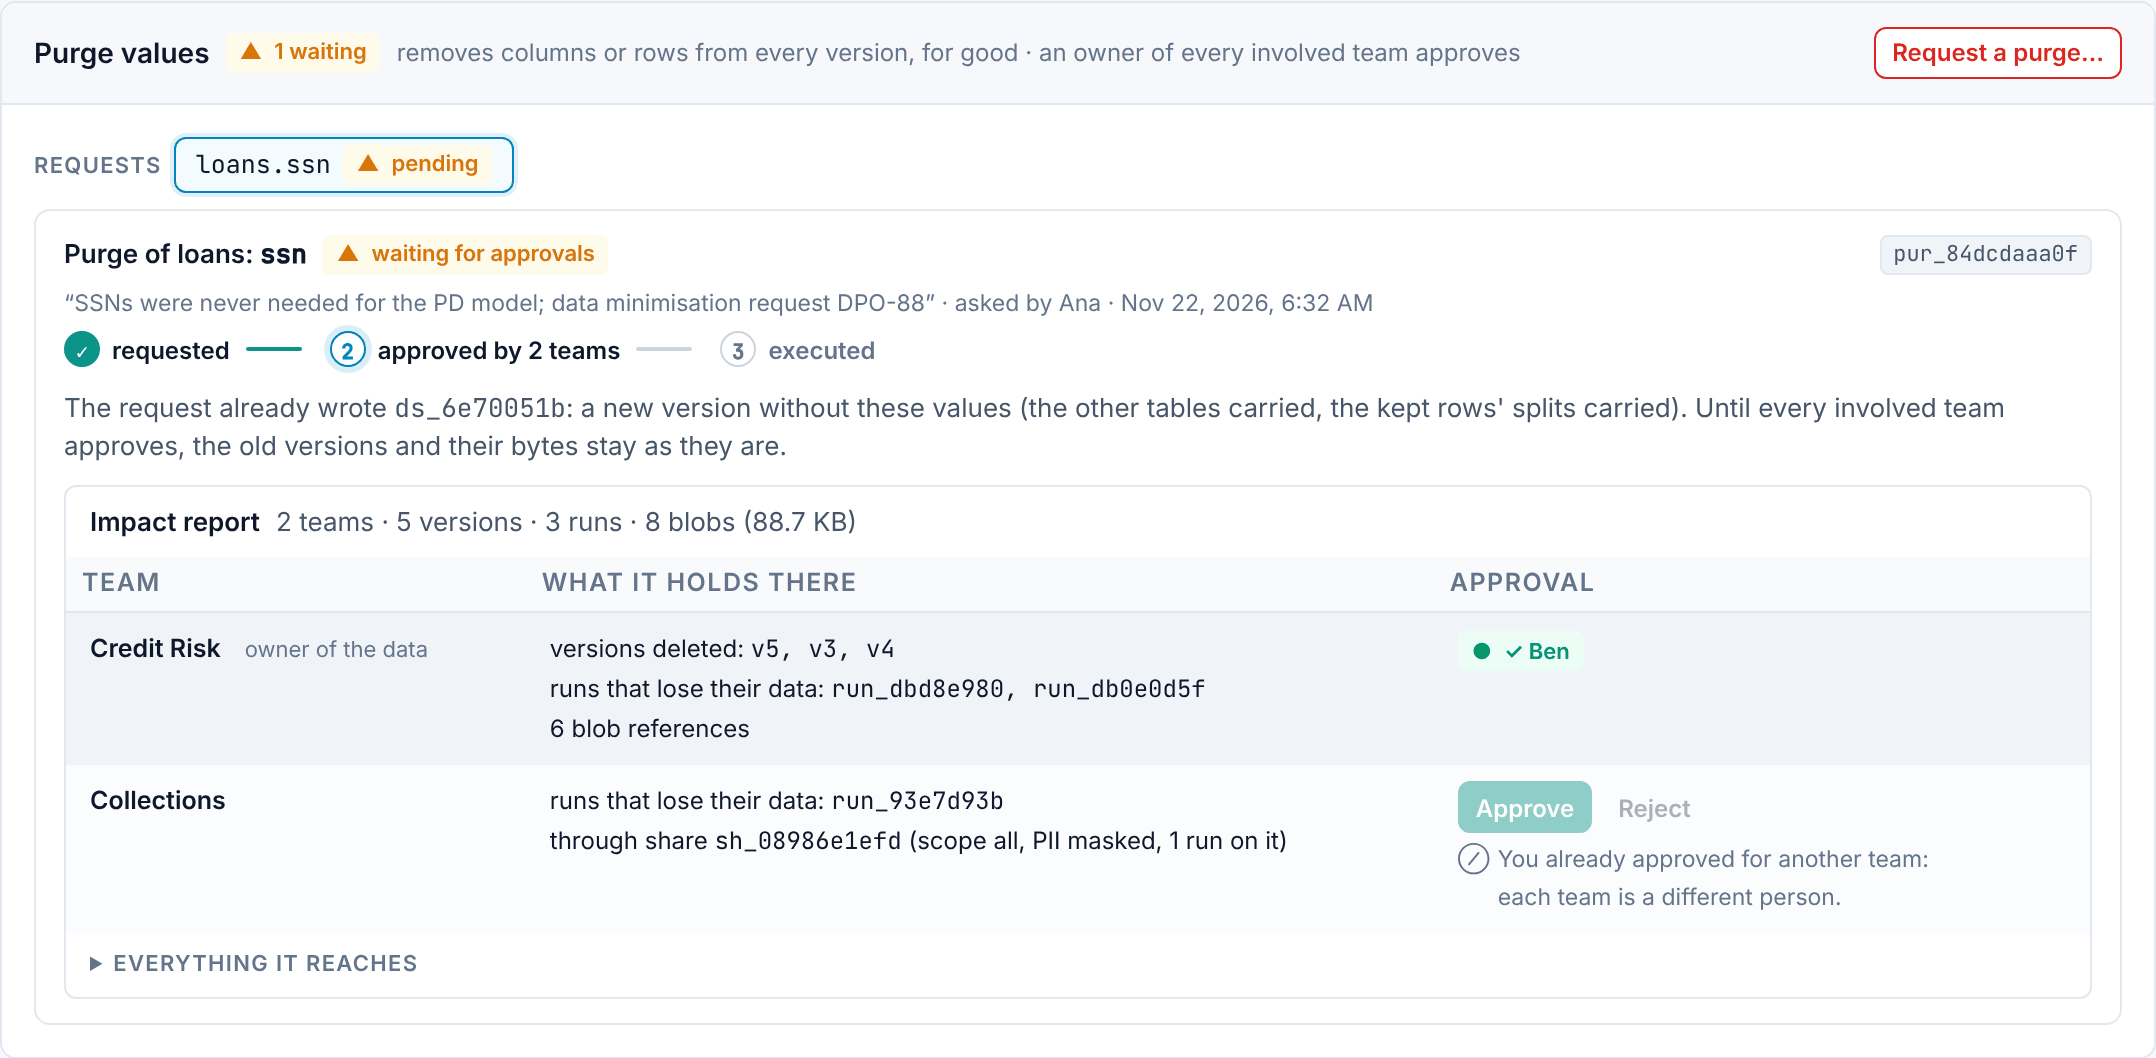 Purge values ▲ 1 waiting removes columns or rows from every version, for good · an owner of every involved team approves Request a purge...
REQUESTS loans.ssn ▲ pending
Purge of loans: ssn ▲ waiting for approvals pur_84dcdaaa0f
“SSNs were never needed for the PD model; data minimisation request DPO-88” · asked by Ana · Nov 22, 2026, 6:32 AM
✓ requested 2 approved by 2 teams 3 executed
The request already wrote ds_6e70051b: a new version without these values (the other tables carried, the kept rows' splits carried). Until every involved team
approves, the old versions and their bytes stay as they are.
Impact report 2 teams · 5 versions · 3 runs · 8 blobs (88.7 KB)
TEAM WHAT IT HOLDS THERE APPROVAL
Credit Risk owner of the data versions deleted: v5, v3, v4 ✓ Ben
runs that lose their data: run_dbd8e980, run_db0e0d5f
6 blob references
Collections runs that lose their data: run_93e7d93b Approve Reject
through share sh_08986e1efd (scope all, PII masked, 1 run on it)
You already approved for another team:
each team is a different person.
▶ EVERYTHING IT REACHES